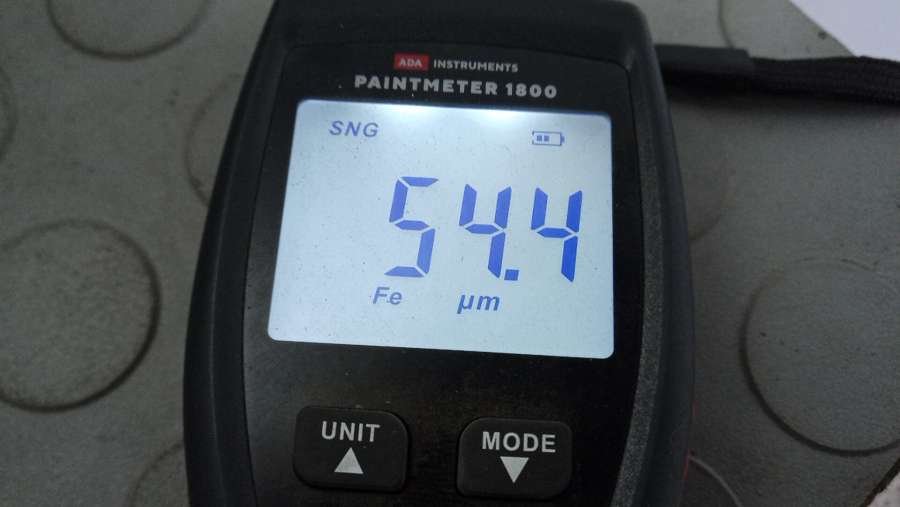 ADA INSTRUMENTS
PAINTMETER 1800
SNG
54.4
Fe µm
UNIT MODE